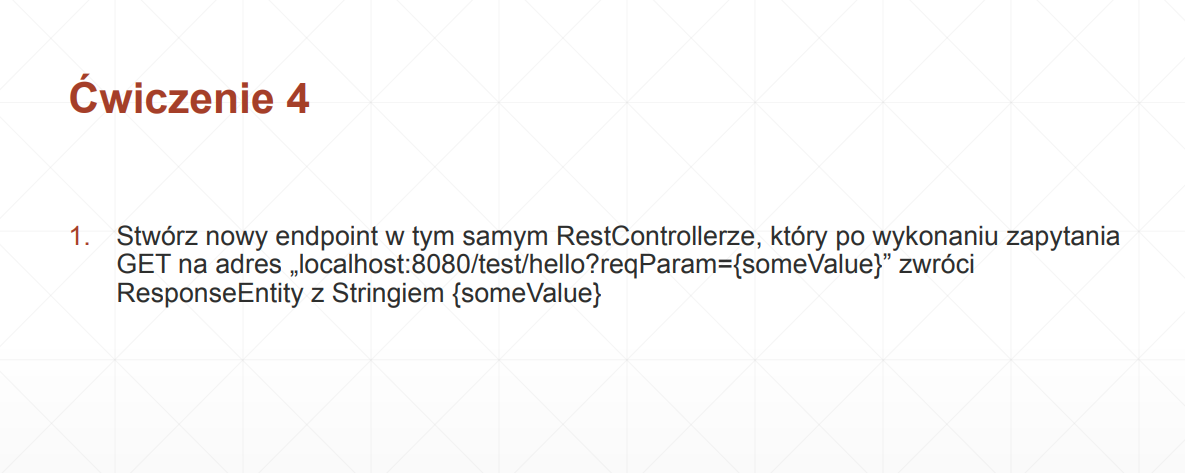 Ćwiczenie 4
1. Stwórz nowy endpoint w tym samym RestControllerze, który po wykonaniu zapytania
GET na adres „localhost:8080/test/hello?reqParam={someValue}” zwróci
ResponseEntity z Stringiem {someValue}